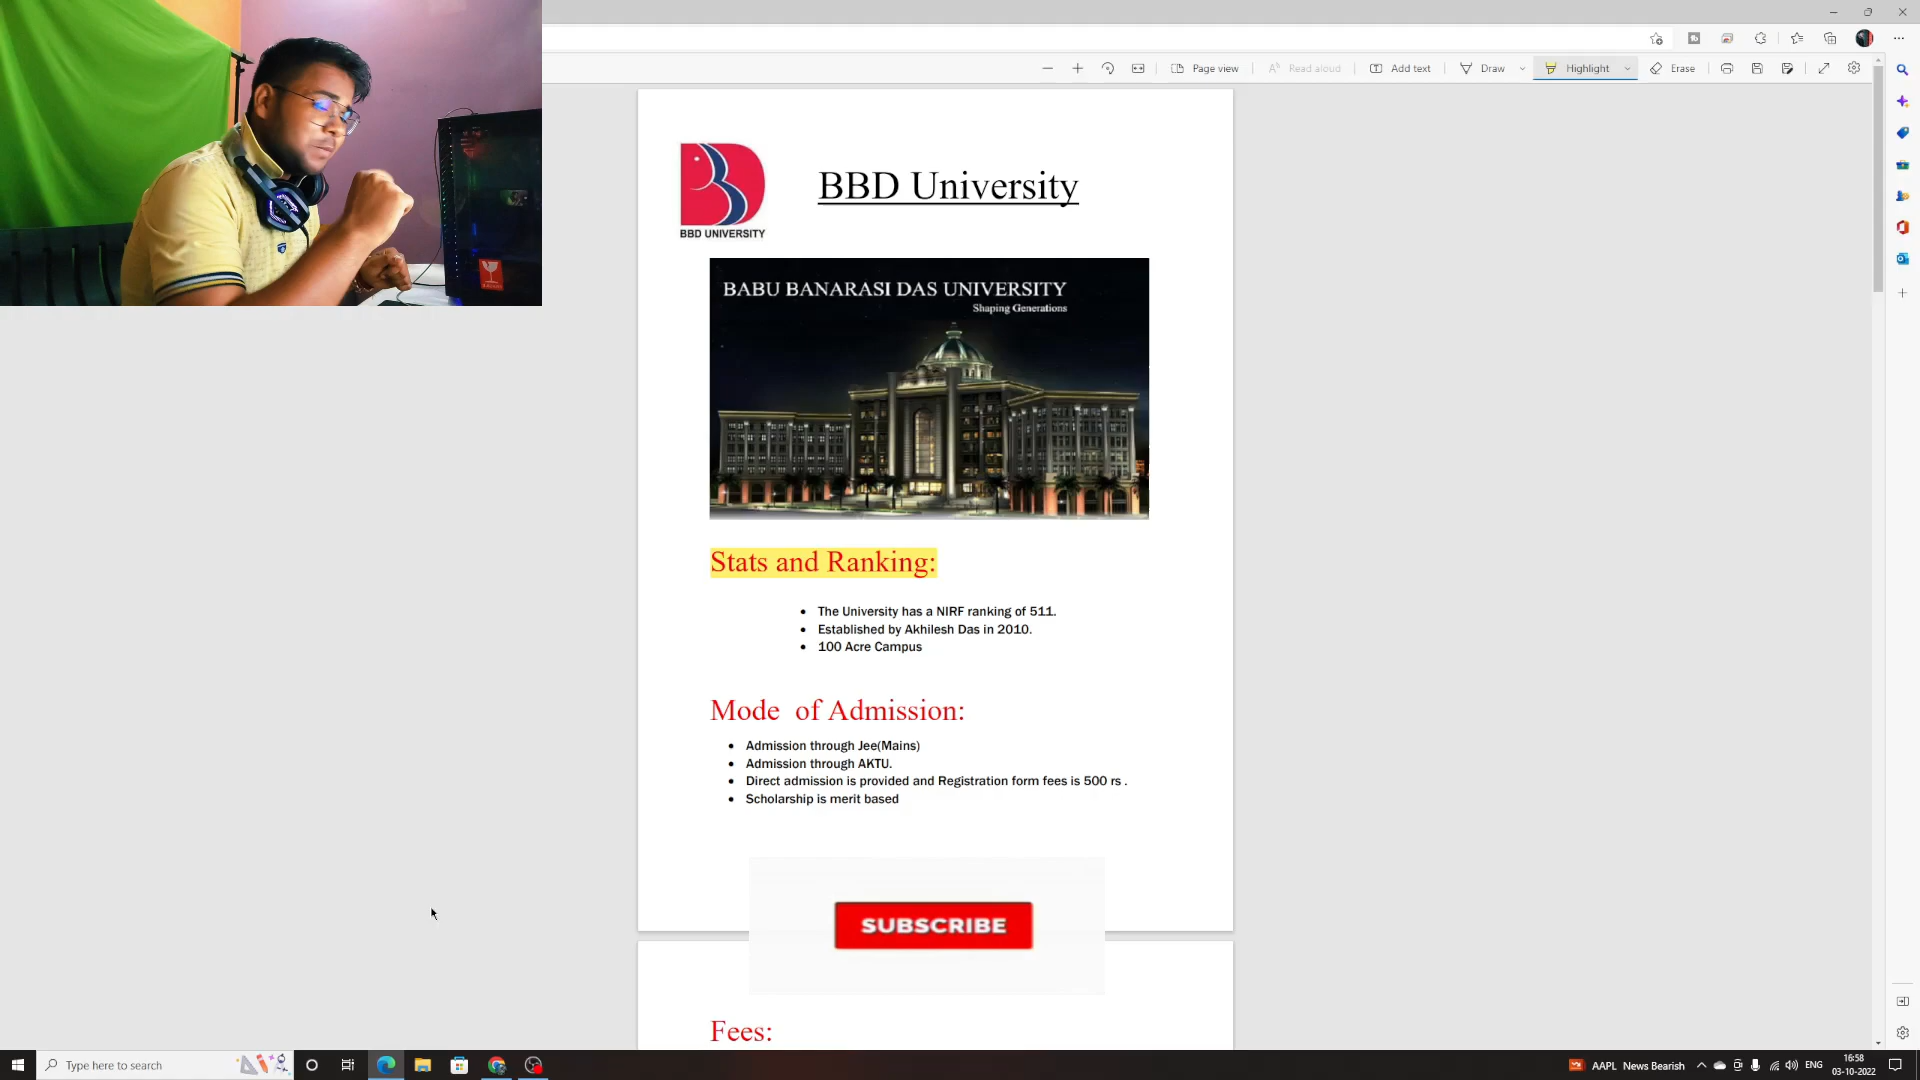 Page view
Read aloud
Add text
Draw
Highlight
Erase
BBD UNIVERSITY
BBD University
BABU BANARASI DAS UNIVERSITY
Shaping Generations
Stats and Ranking:
• The University has a NIRF ranking of 511.
• Established by Akhilesh Das in 2010.
• 100 Acre Campus
Mode of Admission:
• Admission through Jee(Mains)
• Admission through AKTU.
• Direct admission is provided and Registration form fees is 500 rs .
• Scholarship is merit based
SUBSCRIBE
Fees:
Type here to search
AAPL News Bearish
ENG
16:58
03-10-2022